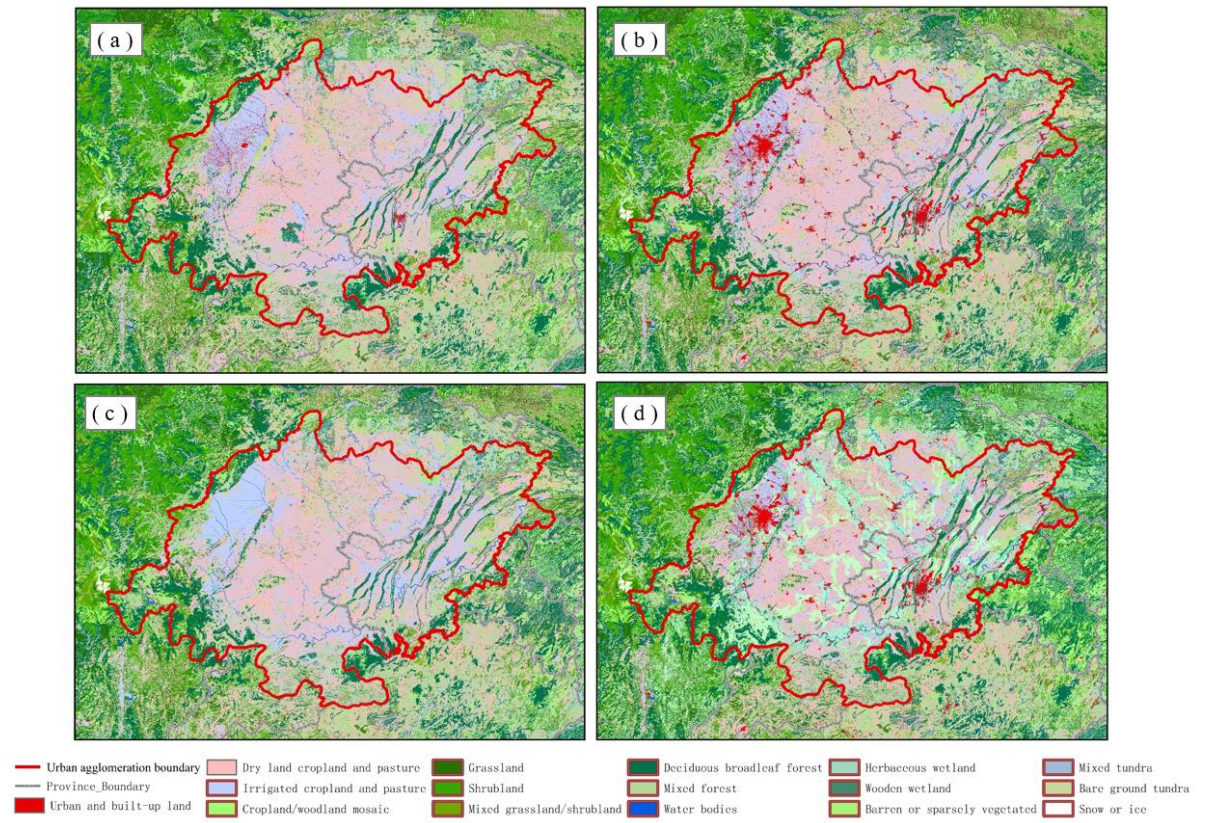 ( a )
( b )
( c )
( d )
Urban agglomeration boundary
Province_Boundary
Urban and built-up land
Dry land cropland and pasture
Irrigated cropland and pasture
Cropland/woodland mosaic
Grassland
Shrubland
Mixed grassland/shrubland
Deciduous broadleaf forest
Mixed forest
Water bodies
Herbaceous wetland
Wooden wetland
Barren or sparsely vegetated
Mixed tundra
Bare ground tundra
Snow or ice